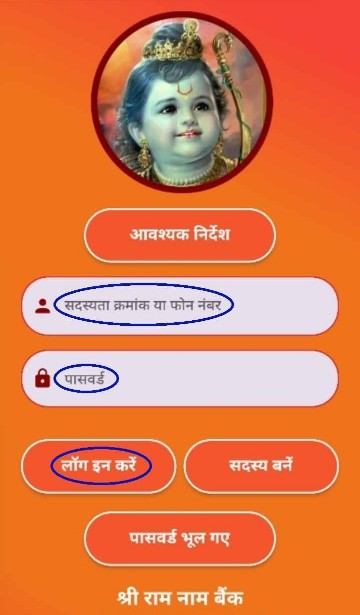 आवश्यक निर्देश
सदस्यता क्रमांक या फोन नंबर
पासवर्ड
लॉग इन करें
सदस्य बनें
पासवर्ड भूल गए
श्री राम नाम बैंक